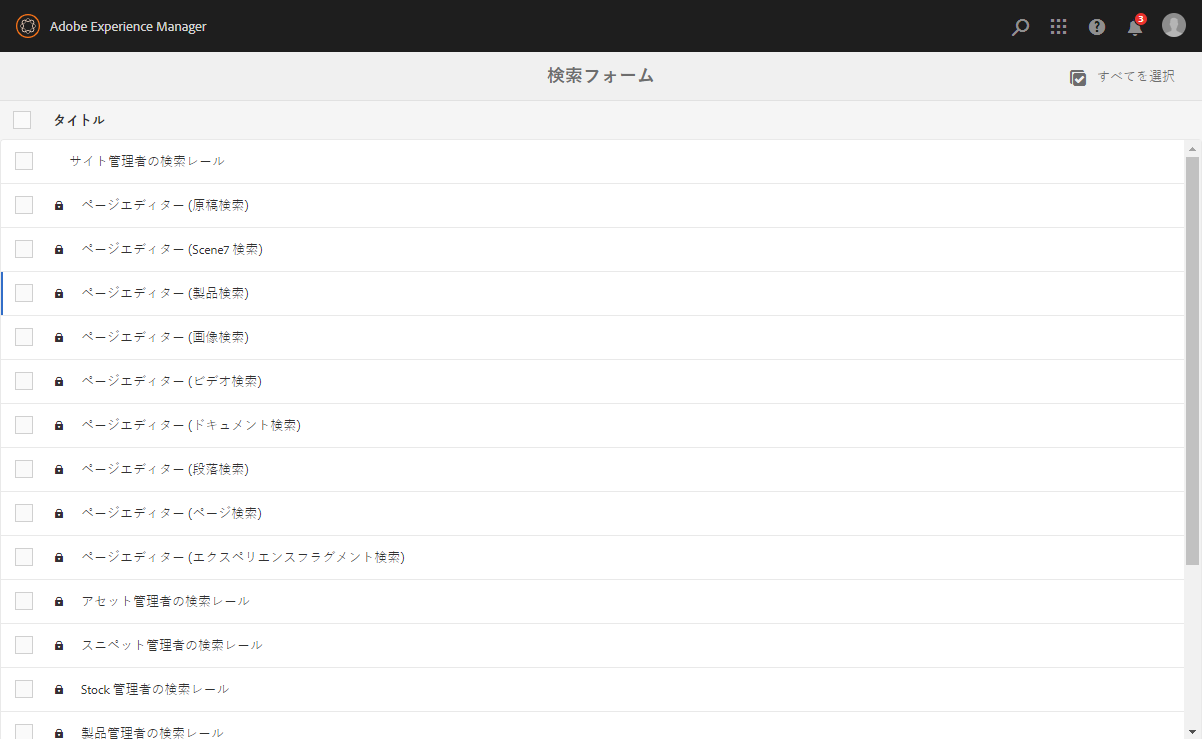 Adobe Experience Manager
3
検索フォーム
すべてを選択
タイトル
サイト管理者の検索レール
ページエディター (原稿検索)
ページエディター (Scene7 検索)
ページエディター (製品検索)
ページエディター (画像検索)
ページエディター (ビデオ検索)
ページエディター (ドキュメント検索)
ページエディター (段落検索)
ページエディター (ページ検索)
ページエディター (エクスペリエンスフラグメント検索)
アセット管理者の検索レール
スニペット管理者の検索レール
Stock 管理者の検索レール
製品管理者の検索レール